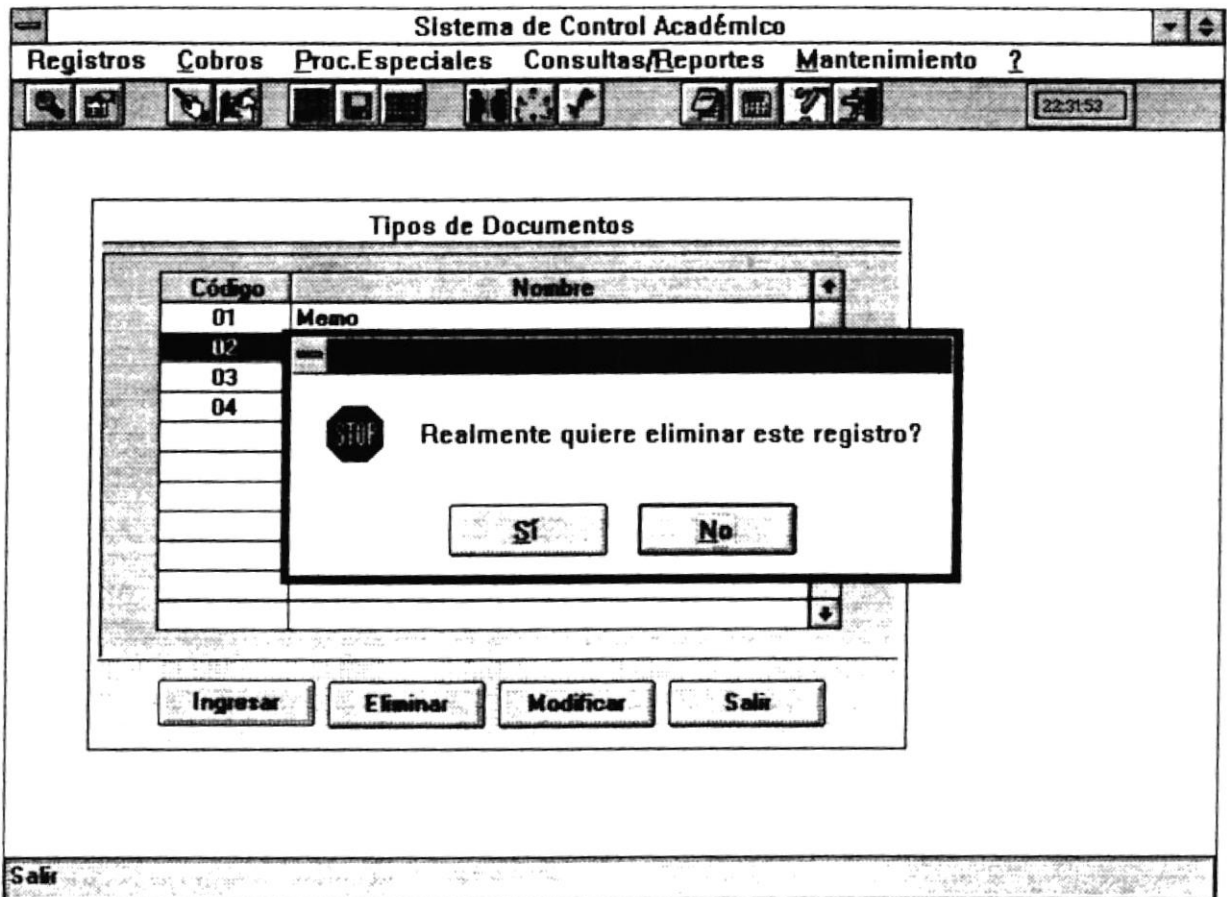 Sistema de Control Académico
Registros Cobros Proc.Especiales Consultas/Reportes Mantenimiento ?
22:31:53
Tipos de Documentos
Código Nombre
01 Memo
02
03
04
STOP
Realmente quiere eliminar este registro?
Sí No
Ingresar Eliminar Modificar Salir
Salir